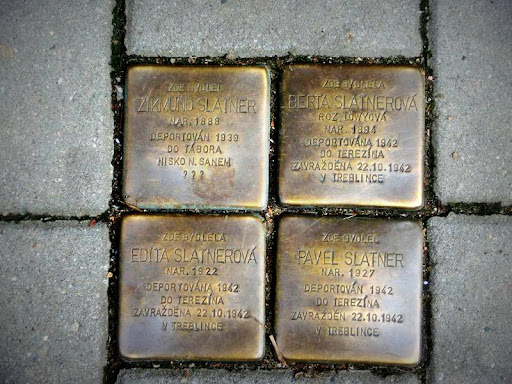 ZDE BYDLEL
ZIKMUND SLATNER
NAR. 1888
DEPORTOVÁN 1939
DO TÁBORA
NISKO N. SANEM
? ? ?
ZDE BYDLELA
BERTA SLATNEROVÁ
ROZ. LÖWYOVÁ
NAR. 1894
DEPORTOVÁNA 1942
DO TEREZÍNA
ZAVRAŽDĚNA 22.10.1942
V TREBLINCE
ZDE BYDLELA
EDITA SLATNEROVÁ
NAR. 1922
DEPORTOVÁNA 1942
DO TEREZÍNA
ZAVRAŽDĚNA 22.10.1942
V TREBLINCE
ZDE BYDLEL
PAVEL SLATNER
NAR. 1927
DEPORTOVÁN 1942
DO TEREZÍNA
ZAVRAŽDĚN 22.10.1942
V TREBLINCE